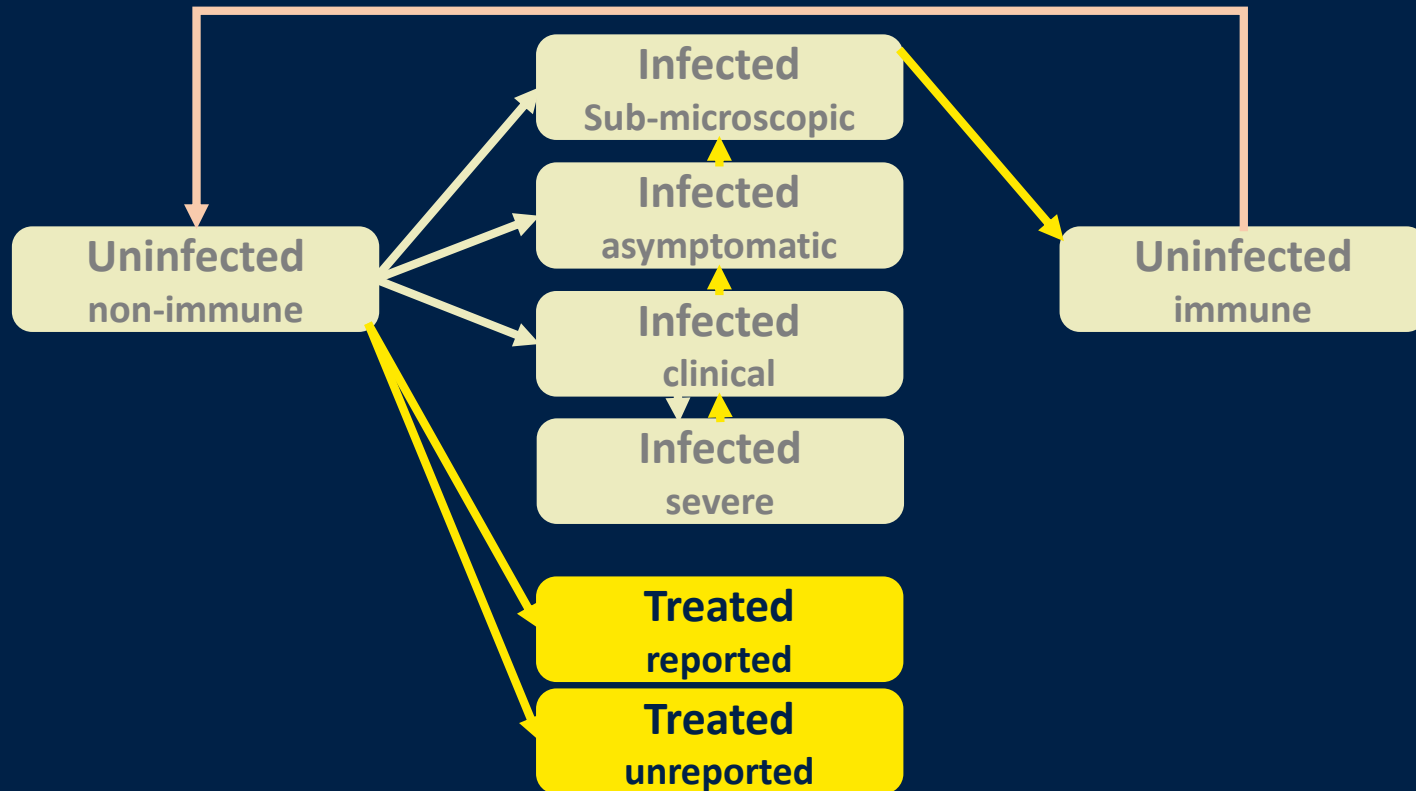 Infected
Sub-microscopic
Infected
asymptomatic
Uninfected
non-immune
Uninfected
immune
Infected
clinical
Infected
severe
Treated
reported
Treated
unreported